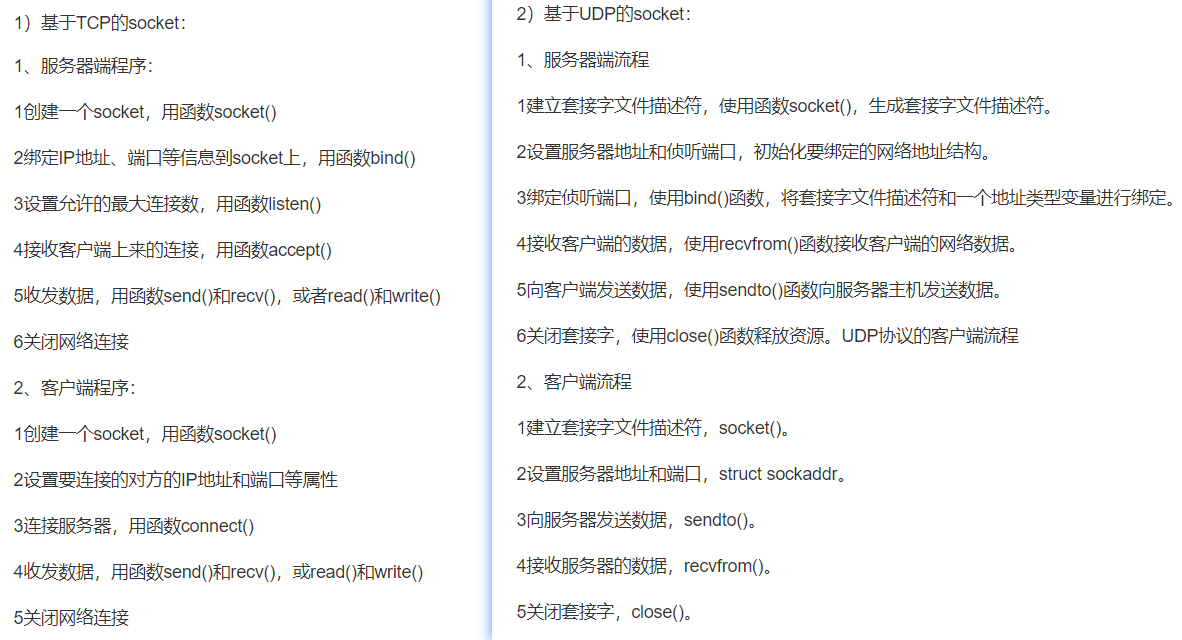 1）基于TCP的socket：
1、服务器端程序：
1创建一个socket，用函数socket()
2绑定IP地址、端口等信息到socket上，用函数bind()
3设置允许的最大连接数，用函数listen()
4接收客户端上来的连接，用函数accept()
5收发数据，用函数send()和recv()，或者read()和write()
6关闭网络连接
2、客户端程序：
1创建一个socket，用函数socket()
2设置要连接的对方的IP地址和端口等属性
3连接服务器，用函数connect()
4收发数据，用函数send()和recv()，或read()和write()
5关闭网络连接
2）基于UDP的socket：
1、服务器端流程
1建立套接字文件描述符，使用函数socket()，生成套接字文件描述符。
2设置服务器地址和侦听端口，初始化要绑定的网络地址结构。
3绑定侦听端口，使用bind()函数，将套接字文件描述符和一个地址类型变量进行绑定。
4接收客户端的数据，使用recvfrom()函数接收客户端的网络数据。
5向客户端发送数据，使用sendto()函数向服务器主机发送数据。
6关闭套接字，使用close()函数释放资源。UDP协议的客户端流程
2、客户端流程
1建立套接字文件描述符，socket()。
2设置服务器地址和端口，struct sockaddr。
3向服务器发送数据，sendto()。
4接收服务器的数据，recvfrom()。
5关闭套接字，close()。